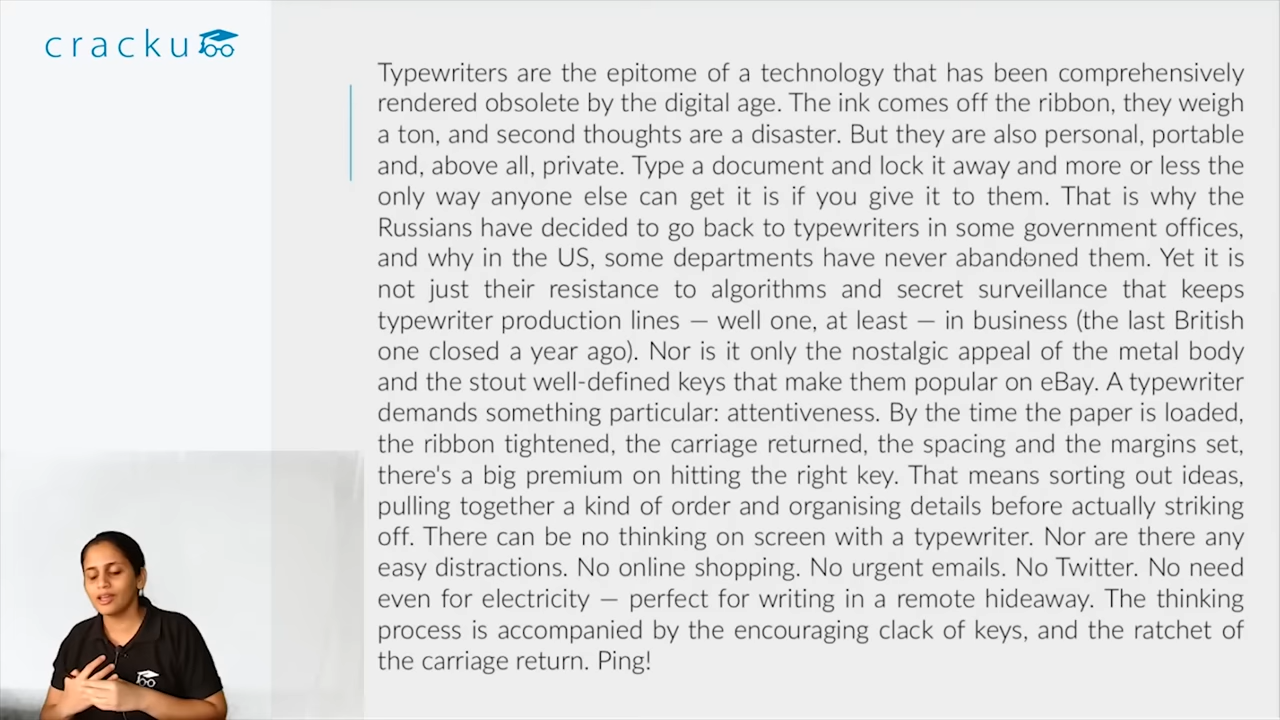 cracku
Typewriters are the epitome of a technology that has been comprehensively
rendered obsolete by the digital age. The ink comes off the ribbon, they weigh
a ton, and second thoughts are a disaster. But they are also personal, portable
and, above all, private. Type a document and lock it away and more or less the
only way anyone else can get it is if you give it to them. That is why the
Russians have decided to go back to typewriters in some government offices,
and why in the US, some departments have never abandoned them. Yet it is
not just their resistance to algorithms and secret surveillance that keeps
typewriter production lines — well one, at least — in business (the last British
one closed a year ago). Nor is it only the nostalgic appeal of the metal body
and the stout well-defined keys that make them popular on eBay. A typewriter
demands something particular: attentiveness. By the time the paper is loaded,
the ribbon tightened, the carriage returned, the spacing and the margins set,
there's a big premium on hitting the right key. That means sorting out ideas,
pulling together a kind of order and organising details before actually striking
off. There can be no thinking on screen with a typewriter. Nor are there any
easy distractions. No online shopping. No urgent emails. No Twitter. No need
even for electricity — perfect for writing in a remote hideaway. The thinking
process is accompanied by the encouraging clack of keys, and the ratchet of
the carriage return. Ping!